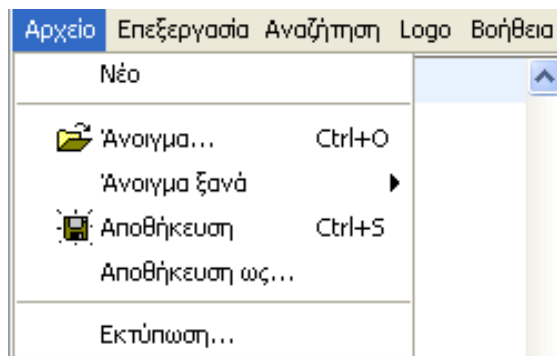 Αρχείο Επεξεργασία Αναζήτηση Logo Βοήθεια
Νέο
Άνοιγμα... Ctrl+O
Άνοιγμα ξανά
Αποθήκευση Ctrl+S
Αποθήκευση ως...
Εκτύπωση...